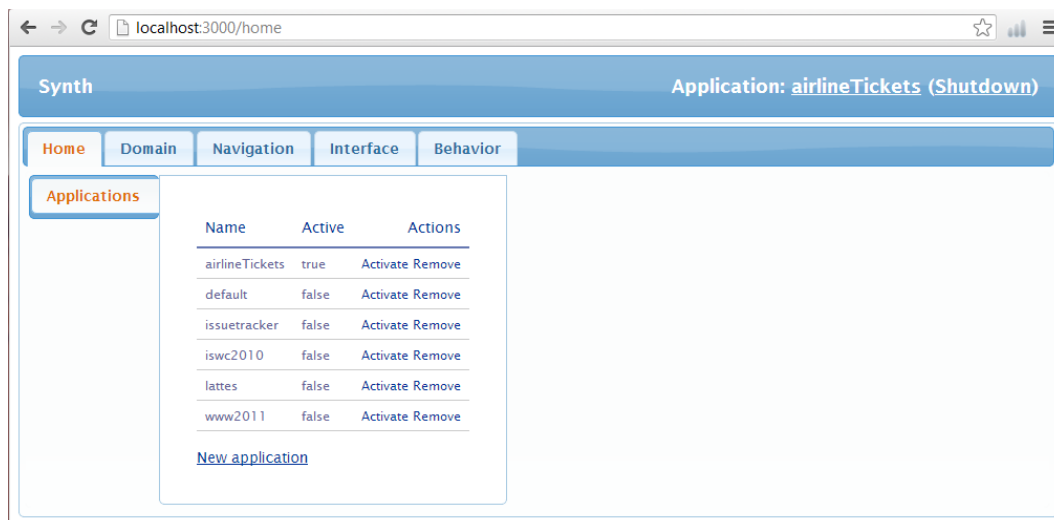 localhost:3000/home
Synth Application: airlineTickets (Shutdown)
Home Domain Navigation Interface Behavior
Applications
Name Active Actions
airlineTickets true Activate Remove
default false Activate Remove
issuetracker false Activate Remove
iswc2010 false Activate Remove
lattes false Activate Remove
www2011 false Activate Remove
New application